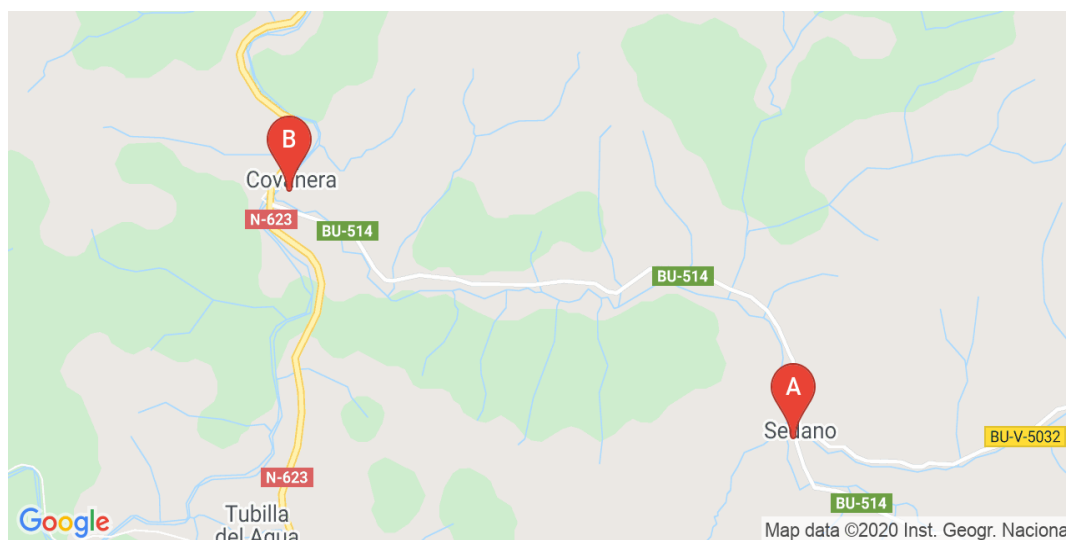 B
Covanera
N-623
BU-514
BU-514
A
Sedano
BU-V-5032
N-623
BU-514
Tubilla
del Agua
Google
Map data ©2020 Inst. Geogr. Naciona